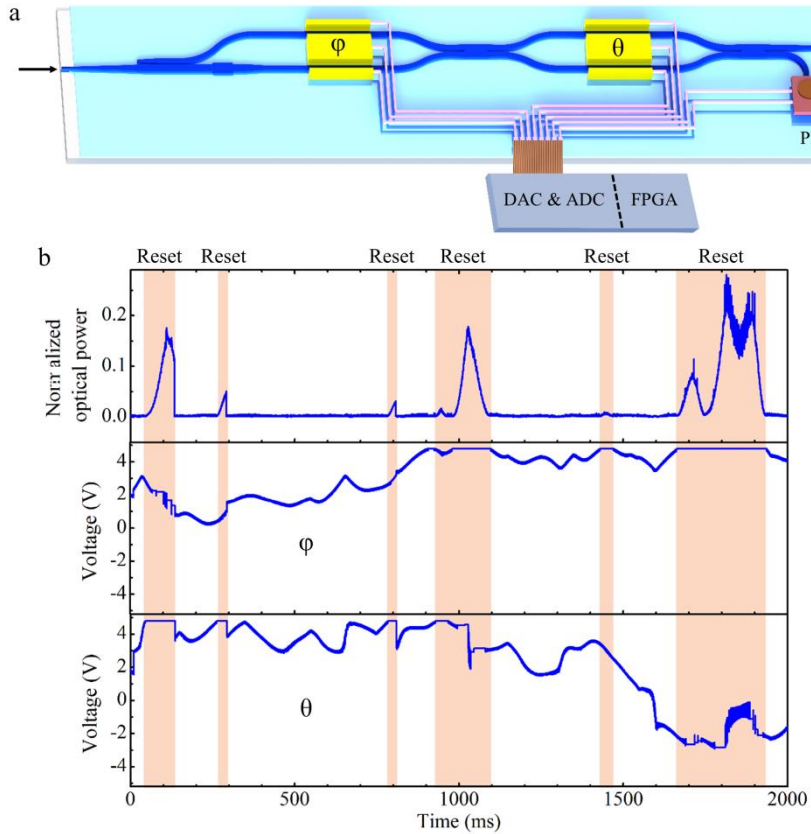 a
φ
θ
P
DAC & ADC
FPGA
b
Reset Reset Reset Reset Reset Reset
Normalized
optical power
0.2
0.1
0.0
Voltage (V)
4
2
0
-2
-4
φ
Voltage (V)
4
2
0
-2
-4
θ
0 500 1000 1500 2000
Time (ms)